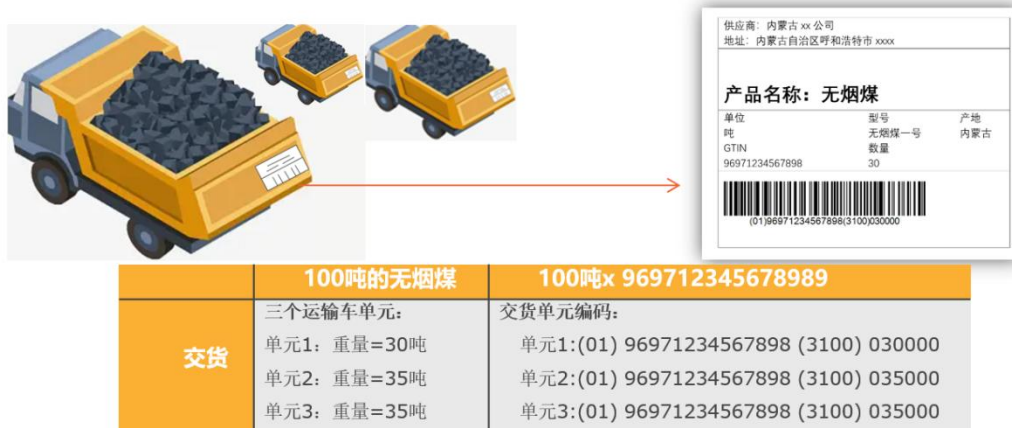 供应商：内蒙古 xx 公司
地址：内蒙古自治区呼和浩特市 xxxx
产品名称：无烟煤
单位 型号 产地
吨 无烟煤一号 内蒙古
GTIN 数量
96971234567898 30
(01)96971234567898(3100)030000
100吨的无烟煤 100吨x 969712345678989
交货
三个运输车单元： 交货单元编码：
单元1：重量=30吨 单元1:(01) 96971234567898 (3100) 030000
单元2：重量=35吨 单元2:(01) 96971234567898 (3100) 035000
单元3：重量=35吨 单元3:(01) 96971234567898 (3100) 035000